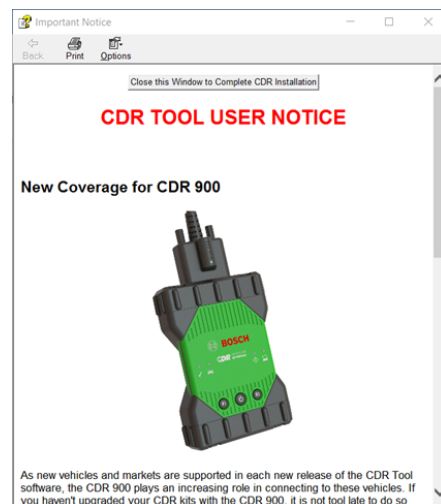 Important Notice
Back Print Options
Close this Window to Complete CDR Installation
CDR TOOL USER NOTICE
New Coverage for CDR 900
BOSCH
CDR
As new vehicles and markets are supported in each new release of the CDR Tool
software, the CDR 900 plays an increasing role in connecting to these vehicles. If
you haven't upgraded your CDR kits with the CDR 900, it is not tool late to do so